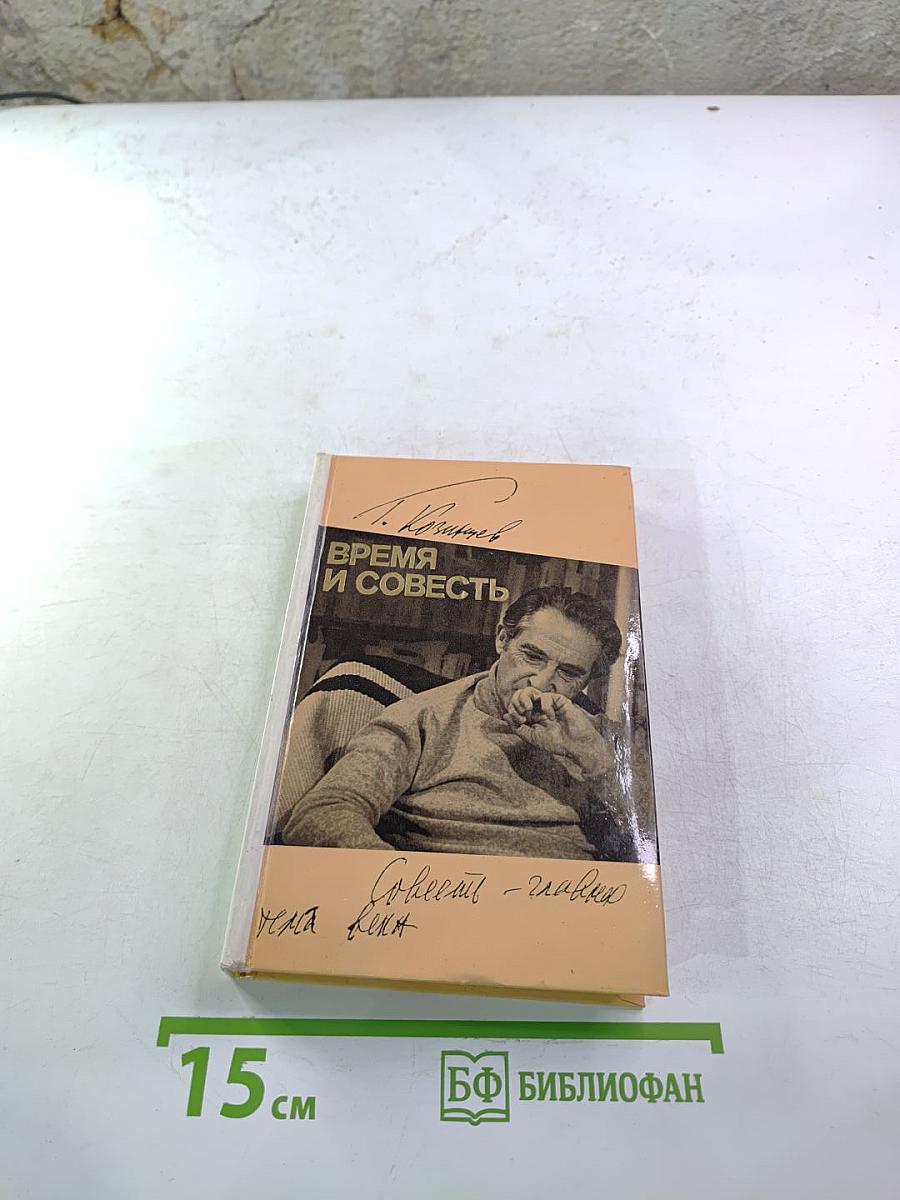 Г. Козинцев
ВРЕМЯ
И СОВЕСТЬ
Совесть – главная
тема века
15 см
БФ БИБЛИОФАН